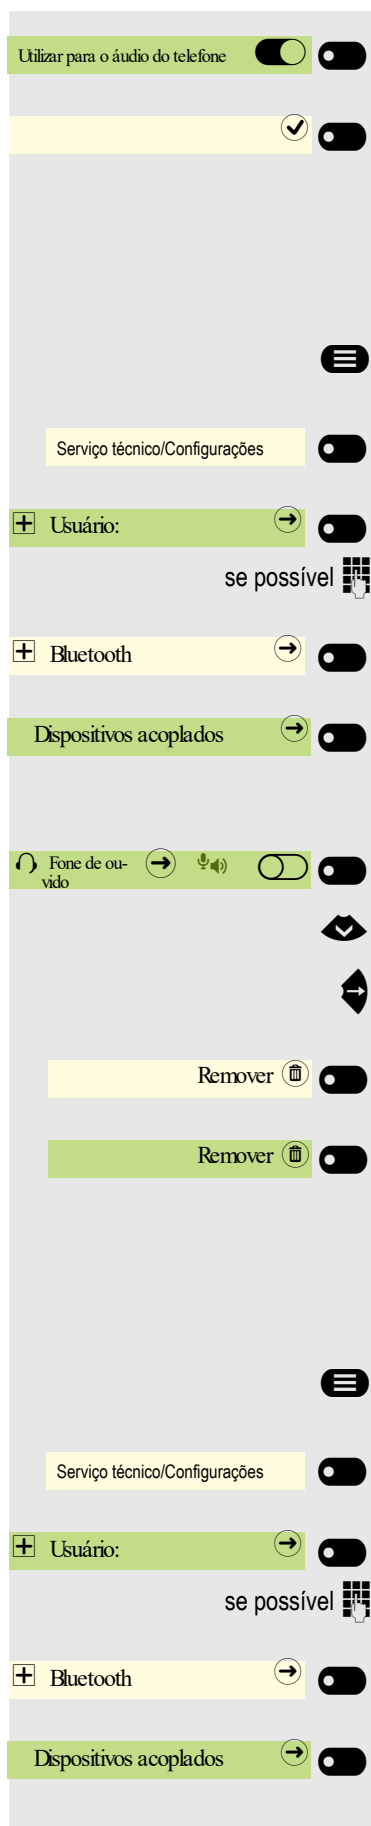 Utilizar para o áudio do telefone
Serviço técnico/Configurações
Usuário:
se possível
Bluetooth
Dispositivos acoplados
Fone de ou-
vido
Remover
Remover
Serviço técnico/Configurações
Usuário:
se possível
Bluetooth
Dispositivos acoplados